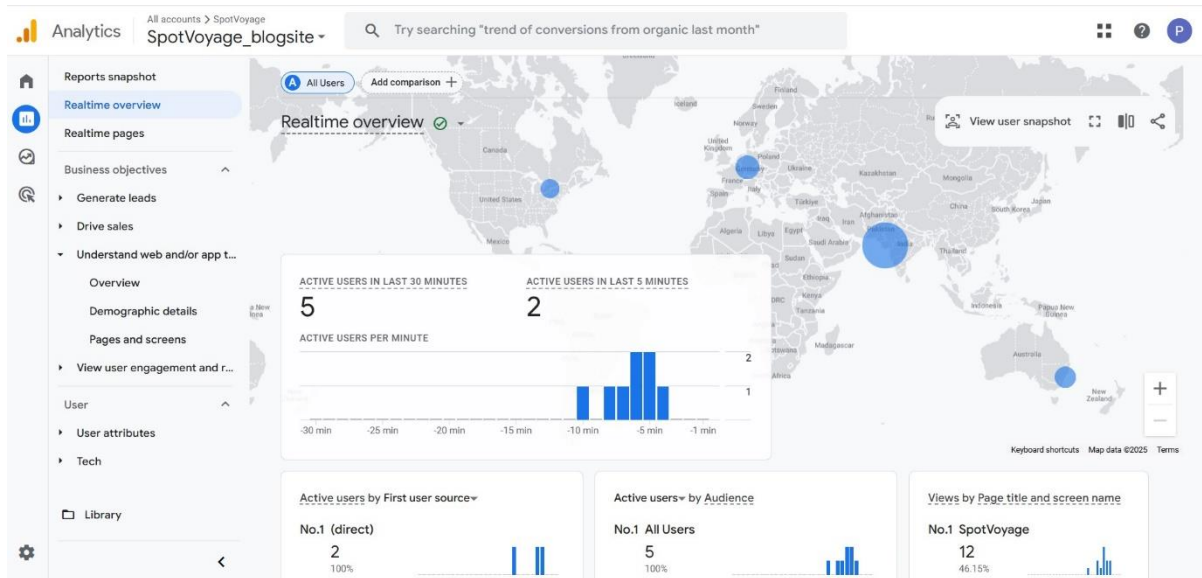 All accounts > SpotVoyage
Analytics
SpotVoyage_blogsite
Try searching "trend of conversions from organic last month"
P
Reports snapshot
Realtime overview
Realtime pages
Business objectives
Generate leads
Drive sales
Understand web and/or app t...
Overview
Demographic details
Pages and screens
View user engagement and r...
User
User attributes
Tech
Library
A All Users
Add comparison +
Realtime overview
View user snapshot
Iceland
Finland
Sweden
Norway
Canada
United
Kingdom
Poland
Ukraine
France
Kazakhstan
Mongolia
Spain
Italy
United States
Türkiye
Japan
China
South Korea
Iraq
Iran
Afghanistan
Algeria
Libya
Egypt
Pakistan
Saudi Arabia
India
Mexico
Thailand
Sudan
Ethiopia
DRC
Kenya
Tanzania
Indonesia
Papua New
Guinea
Madagascar
Australia
New
Zealand
ACTIVE USERS IN LAST 30 MINUTES
5
ACTIVE USERS IN LAST 5 MINUTES
2
ACTIVE USERS PER MINUTE
2
1
-30 min -25 min -20 min -15 min -10 min -5 min -1 min
Keyboard shortcuts Map data ©2025 Terms
Active users by First user source
No.1 (direct)
2
100%
Active users by Audience
No.1 All Users
5
100%
Views by Page title and screen name
No.1 SpotVoyage
12
46.15%